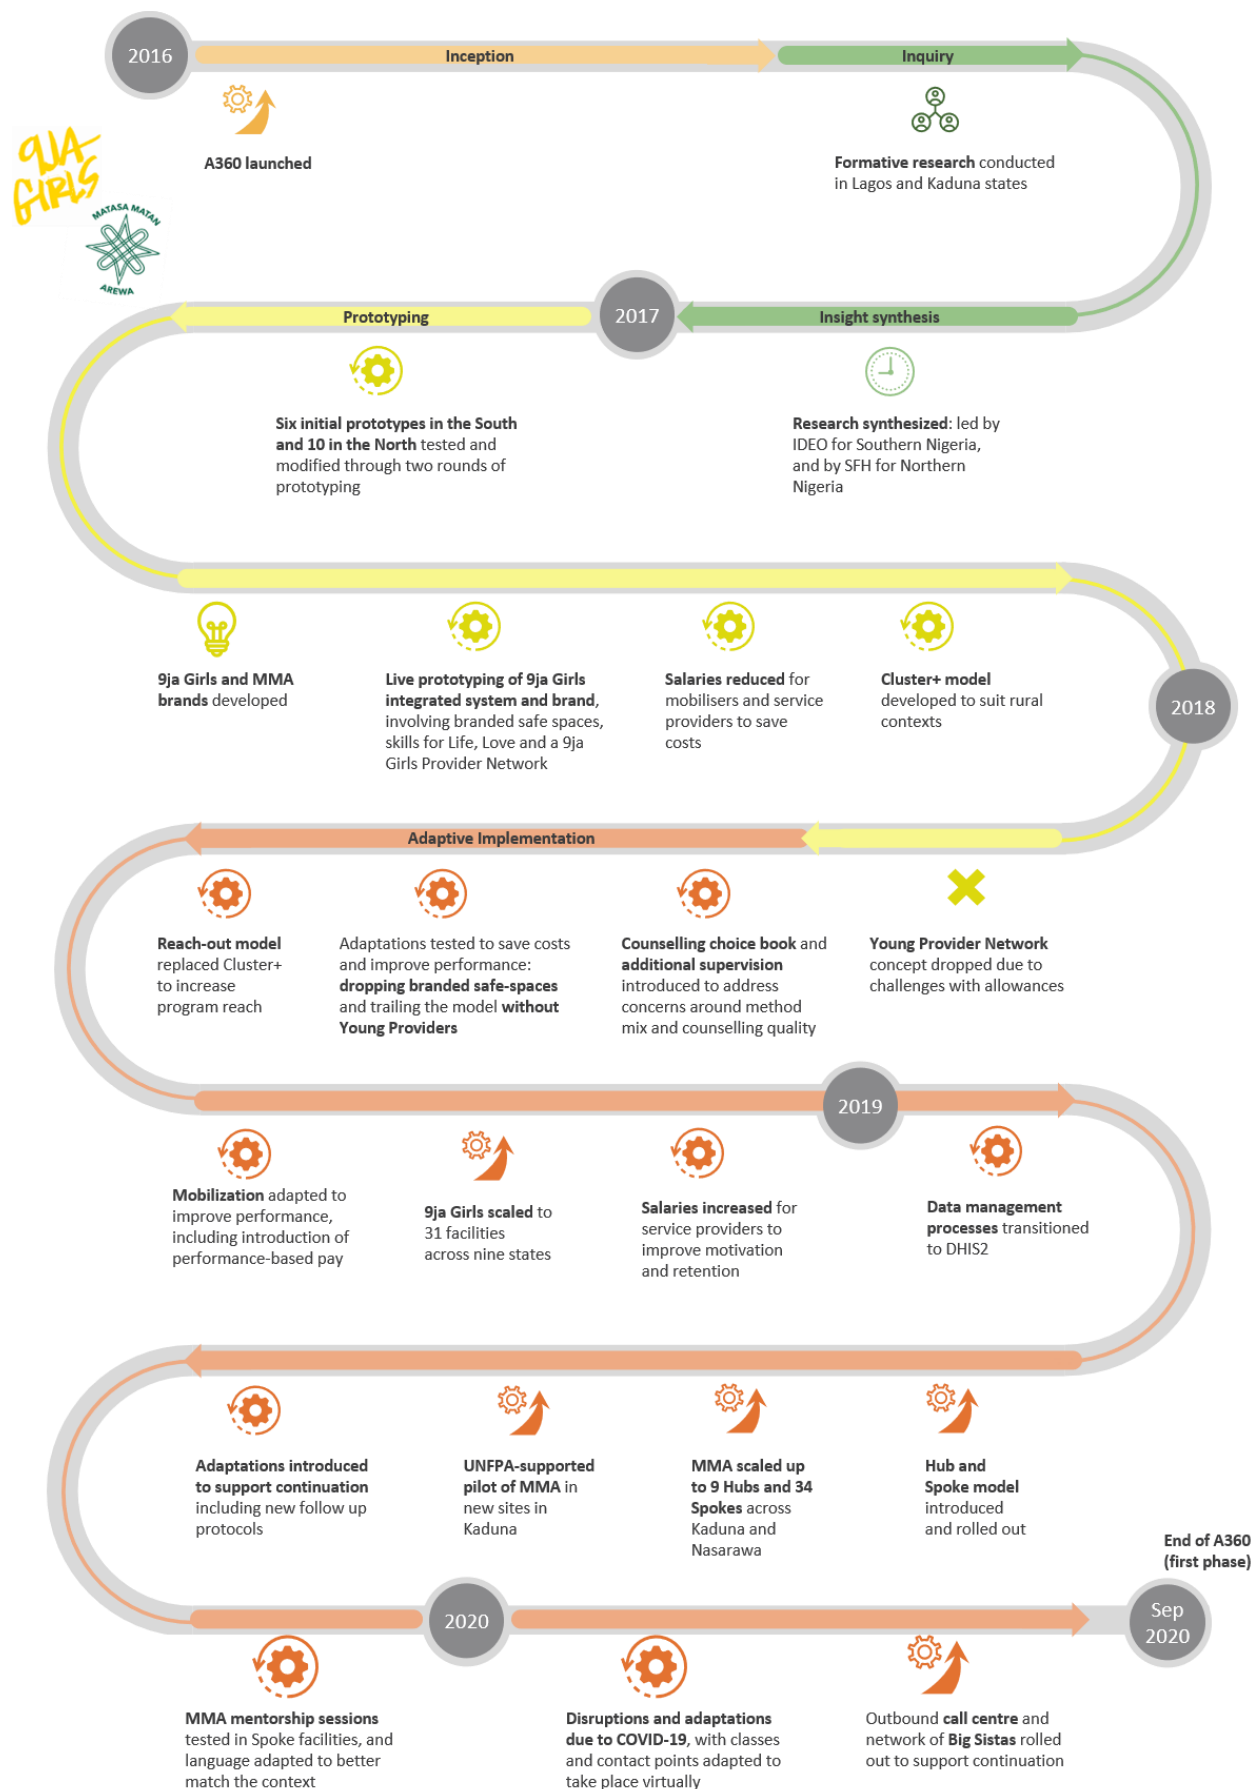 2016
Inception
Inquiry
A360 launched
Formative research conducted
in Lagos and Kaduna states
9JA
GIRLS
MATASA MATAN
AREWA
Prototyping
2017
Insight synthesis
Six initial prototypes in the South
and 10 in the North tested and
modified through two rounds of
prototyping
Research synthesized: led by
IDEO for Southern Nigeria,
and by SFH for Northern
Nigeria
9ja Girls and MMA
brands developed
Live prototyping of 9ja Girls
integrated system and brand,
involving branded safe spaces,
skills for Life, Love and a 9ja
Girls Provider Network
Salaries reduced for
mobilisers and service
providers to save
costs
Cluster+ model
developed to suit rural
contexts
2018
Adaptive Implementation
Reach-out model
replaced Cluster+
to increase
program reach
Adaptations tested to save costs
and improve performance:
dropping branded safe-spaces
and trailing the model without
Young Providers
Counselling choice book and
additional supervision
introduced to address
concerns around method
mix and counselling quality
Young Provider Network
concept dropped due to
challenges with allowances
2019
Mobilization adapted to
improve performance,
including introduction of
performance-based pay
9ja Girls scaled to
31 facilities
across nine states
Salaries increased for
service providers to
improve motivation
and retention
Data management
processes transitioned
to DHIS2
Adaptations introduced
to support continuation
including new follow up
protocols
UNFPA-supported
pilot of MMA in
new sites in
Kaduna
MMA scaled up
to 9 Hubs and 34
Spokes across
Kaduna and
Nasarawa
Hub and
Spoke model
introduced
and rolled out
End of A360
(first phase)
2020
Sep
2020
MMA mentorship sessions
tested in Spoke facilities, and
language adapted to better
match the context
Disruptions and adaptations
due to COVID-19, with classes
and contact points adapted to
take place virtually
Outbound call centre and
network of Big Sistas rolled
out to support continuation